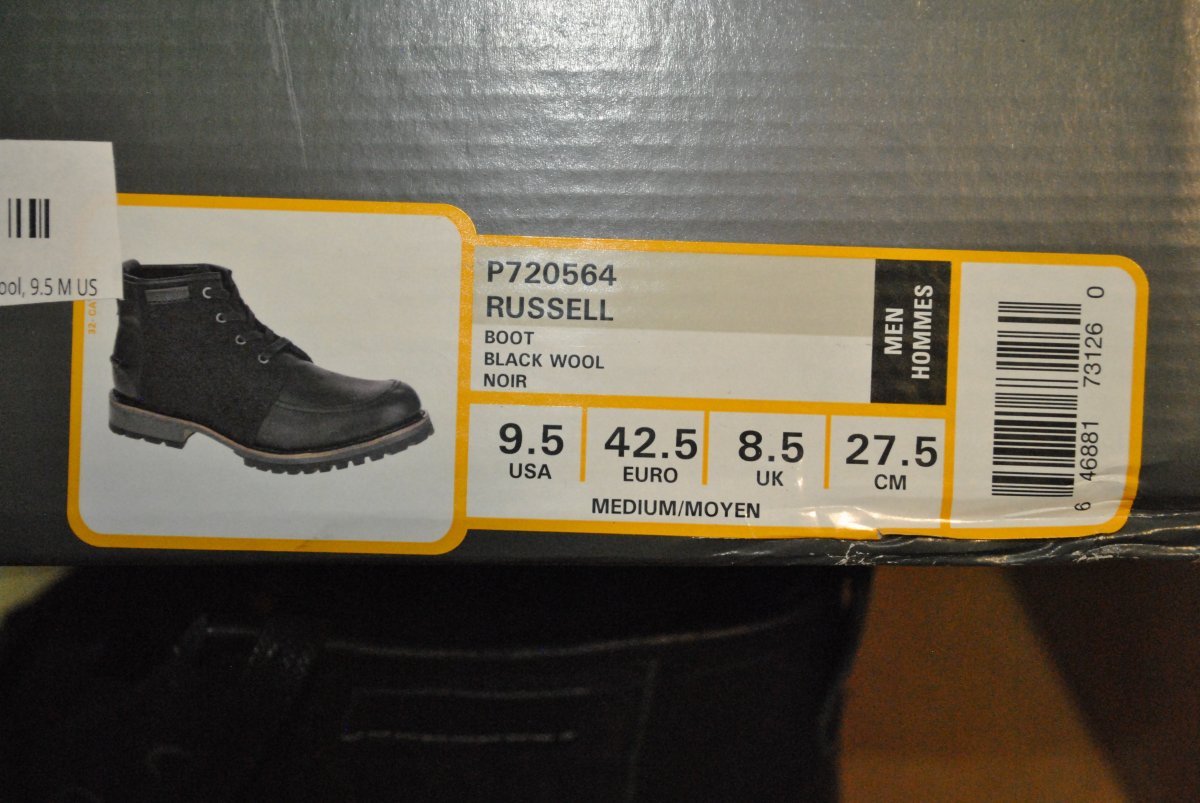 ool, 9.5 M US
P720564
RUSSELL
BOOT
BLACK WOOL
NOIR
MEN
HOMMES
9.5 42.5 8.5 27.5
USA EURO UK CM
MEDIUM/MOYEN
6 46881 73126 0